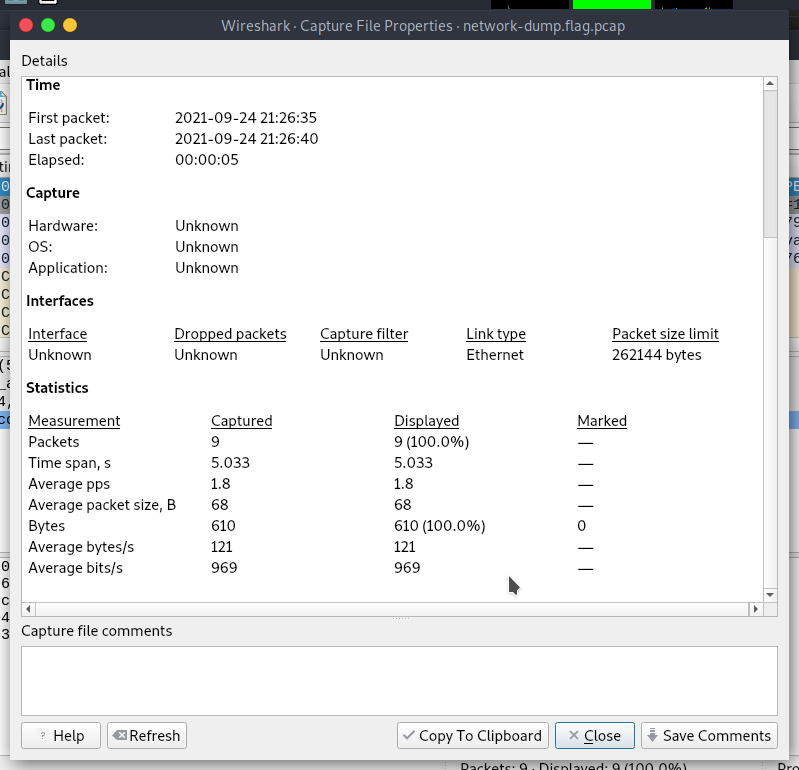 Wireshark · Capture File Properties · network-dump.flag.pcap
Details
Time
First packet: 2021-09-24 21:26:35
Last packet: 2021-09-24 21:26:40
Elapsed: 00:00:05
Capture
Hardware: Unknown
OS: Unknown
Application: Unknown
Interfaces
Interface Dropped packets Capture filter Link type Packet size limit
Unknown Unknown Unknown Ethernet 262144 bytes
Statistics
Measurement Captured Displayed Marked
Packets 9 9 (100.0%) —
Time span, s 5.033 5.033 —
Average pps 1.8 1.8 —
Average packet size, B 68 68 —
Bytes 610 610 (100.0%) 0
Average bytes/s 121 121 —
Average bits/s 969 969 —
Capture file comments
? Help Refresh Copy To Clipboard Close Save Comments
Packets: 9 · Displayed: 9 (100.0%)